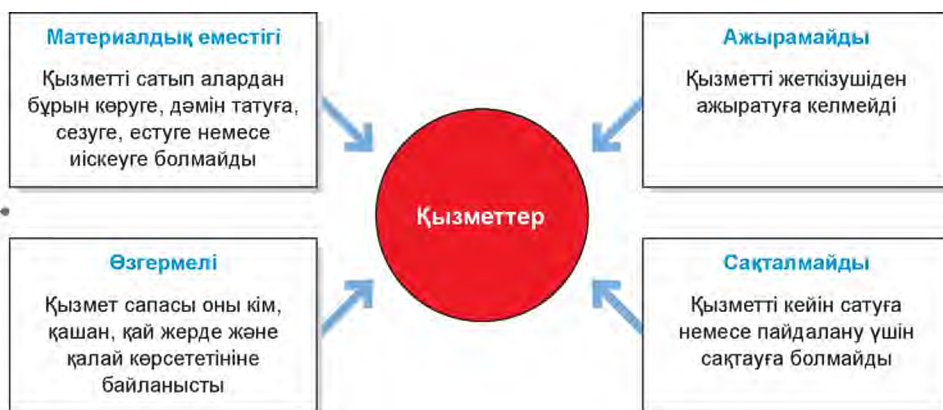 Материалдық еместігі
Қызметті сатып алардан
бұрын көруге, дәмін татуға,
сезуге, естуге немесе
иіскеуге болмайды
Ажырамайды
Қызметті жеткізушіден
ажыратуға келмейді
Қызметтер
Өзгермелі
Қызмет сапасы оны кім,
қашан, қай жерде және
қалай көрсететініне
байланысты
Сақталмайды
Қызметті кейін сатуға
немесе пайдалану үшін
сақтауға болмайды